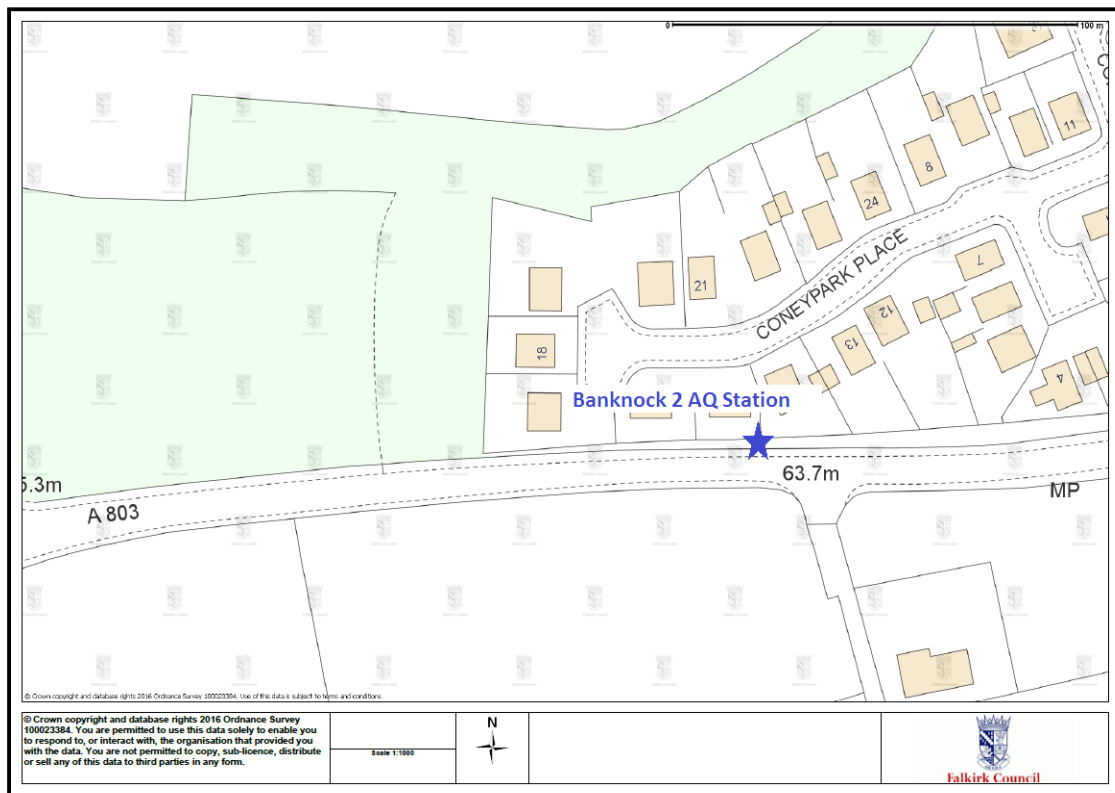 0
100 m
11
8
24
CONEYPARK PLACE
7
21
12
13
18
4
Banknock 2 AQ Station
63.7m
5.3m
A 803
MP
© Crown copyright and database rights 2016 Ordnance Survey 100023384. Use of this data is subject to terms and conditions.
© Crown copyright and database rights 2016 Ordnance Survey
100023384. You are permitted to use this data solely to enable you
to respond to, or interact with, the organisation that provided you
with the data. You are not permitted to copy, sub-licence, distribute
or sell any of this data to third parties in any form.
Scale 1:1000
N
Falkirk Council